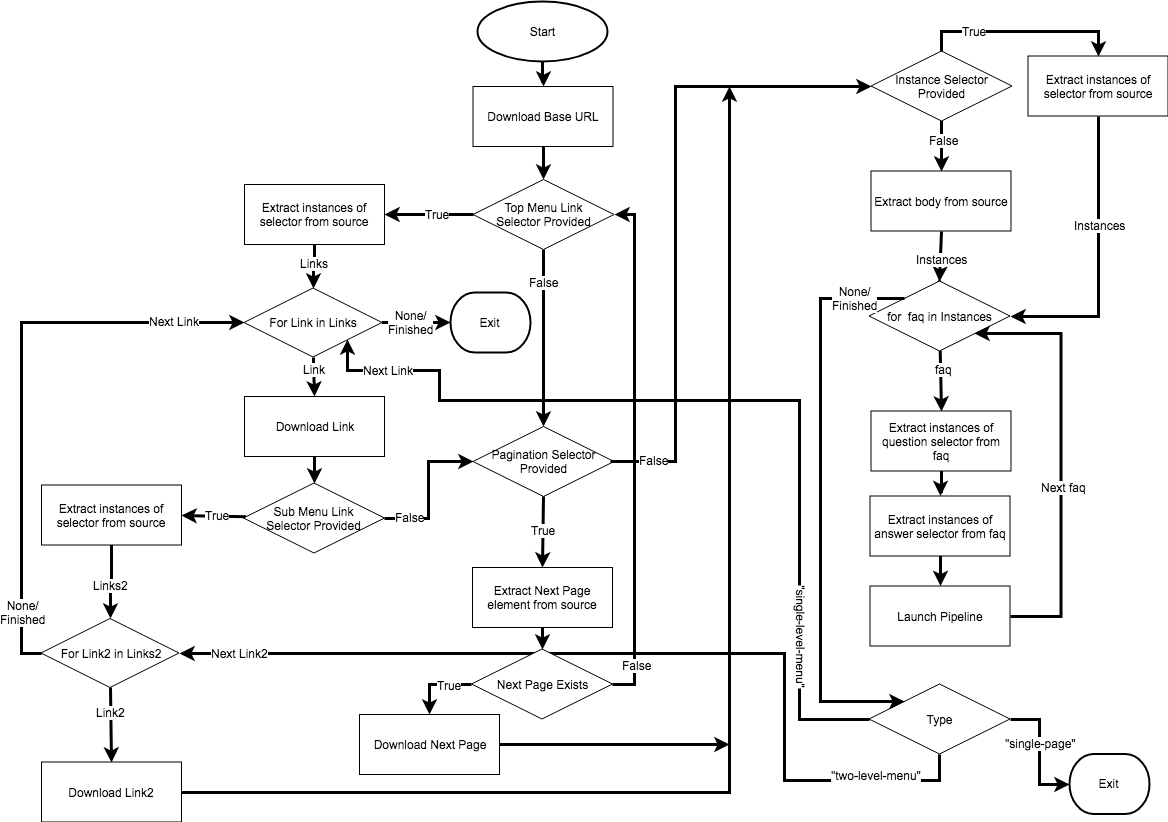 Start
True
Instance Selector
Provided
Extract instances of
selector from source
Download Base URL
False
Extract instances of
selector from source
True
Top Menu Link
Selector Provided
Extract body from source
Instances
Links
Instances
False
None/
Finished
Next Link
For Link in Links
None/
Finished
Exit
for  faq in Instances
Link
Next Link
faq
Download Link
Extract instances of
question selector from
faq
Pagination Selector
Provided
False
Next faq
Extract instances of
selector from source
True
Sub Menu Link
Selector Provided
False
True
Extract instances of
answer selector from faq
Links2
Extract Next Page
element from source
None/
Finished
Launch Pipeline
"single-level-menu"
For Link2 in Links2
Next Link2
False
True
Next Page Exists
Link2
Type
Download Next Page
"single-page"
"two-level-menu"
Download Link2
Exit